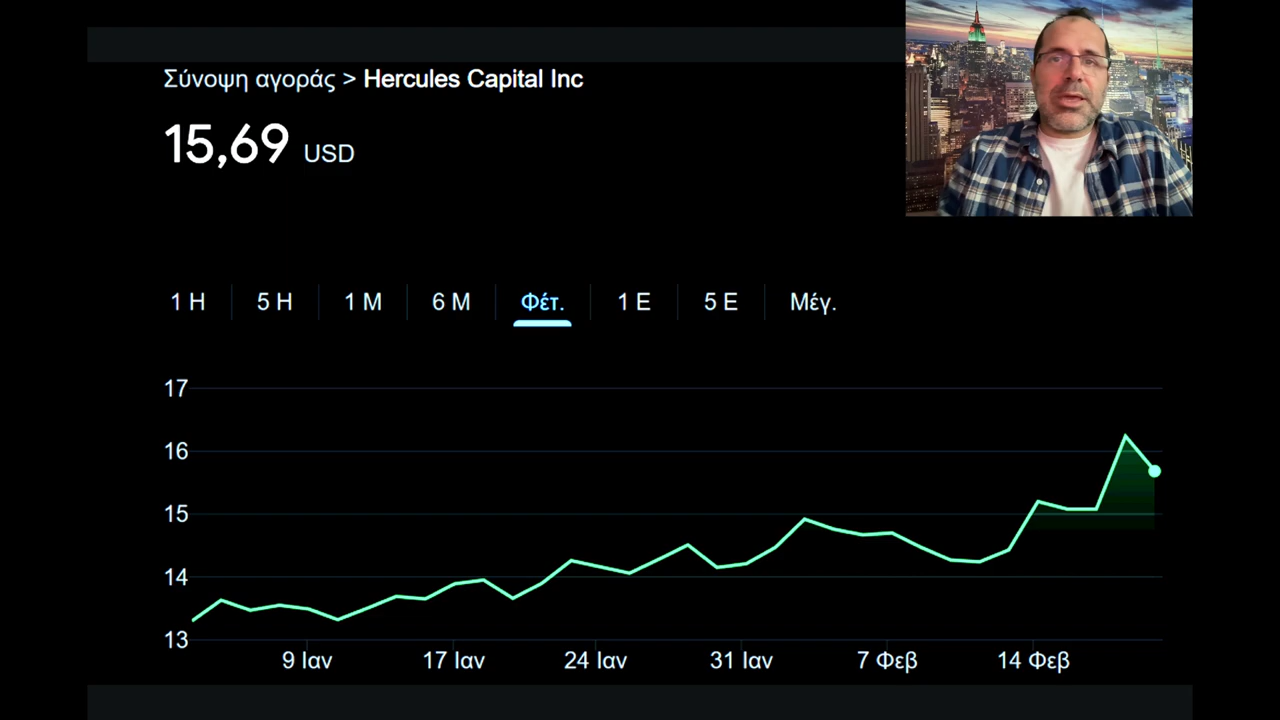 Σύνοψη αγοράς > Hercules Capital Inc
15,69 USD
1 Η 5 Η 1 Μ 6 Μ Φέτ. 1 Ε 5 Ε Μέγ.
17
16
15
14
13
9 Ιαν 17 Ιαν 24 Ιαν 31 Ιαν 7 Φεβ 14 Φεβ